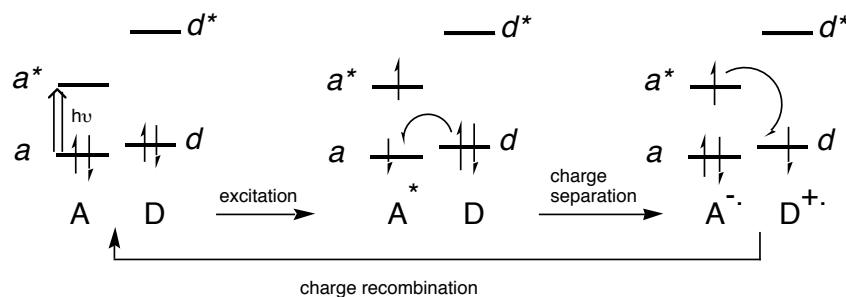 d* d* d*
a* a* a*
hυ
a d a d a d
charge
excitation separation
A D A* D A-. D+.
charge recombination